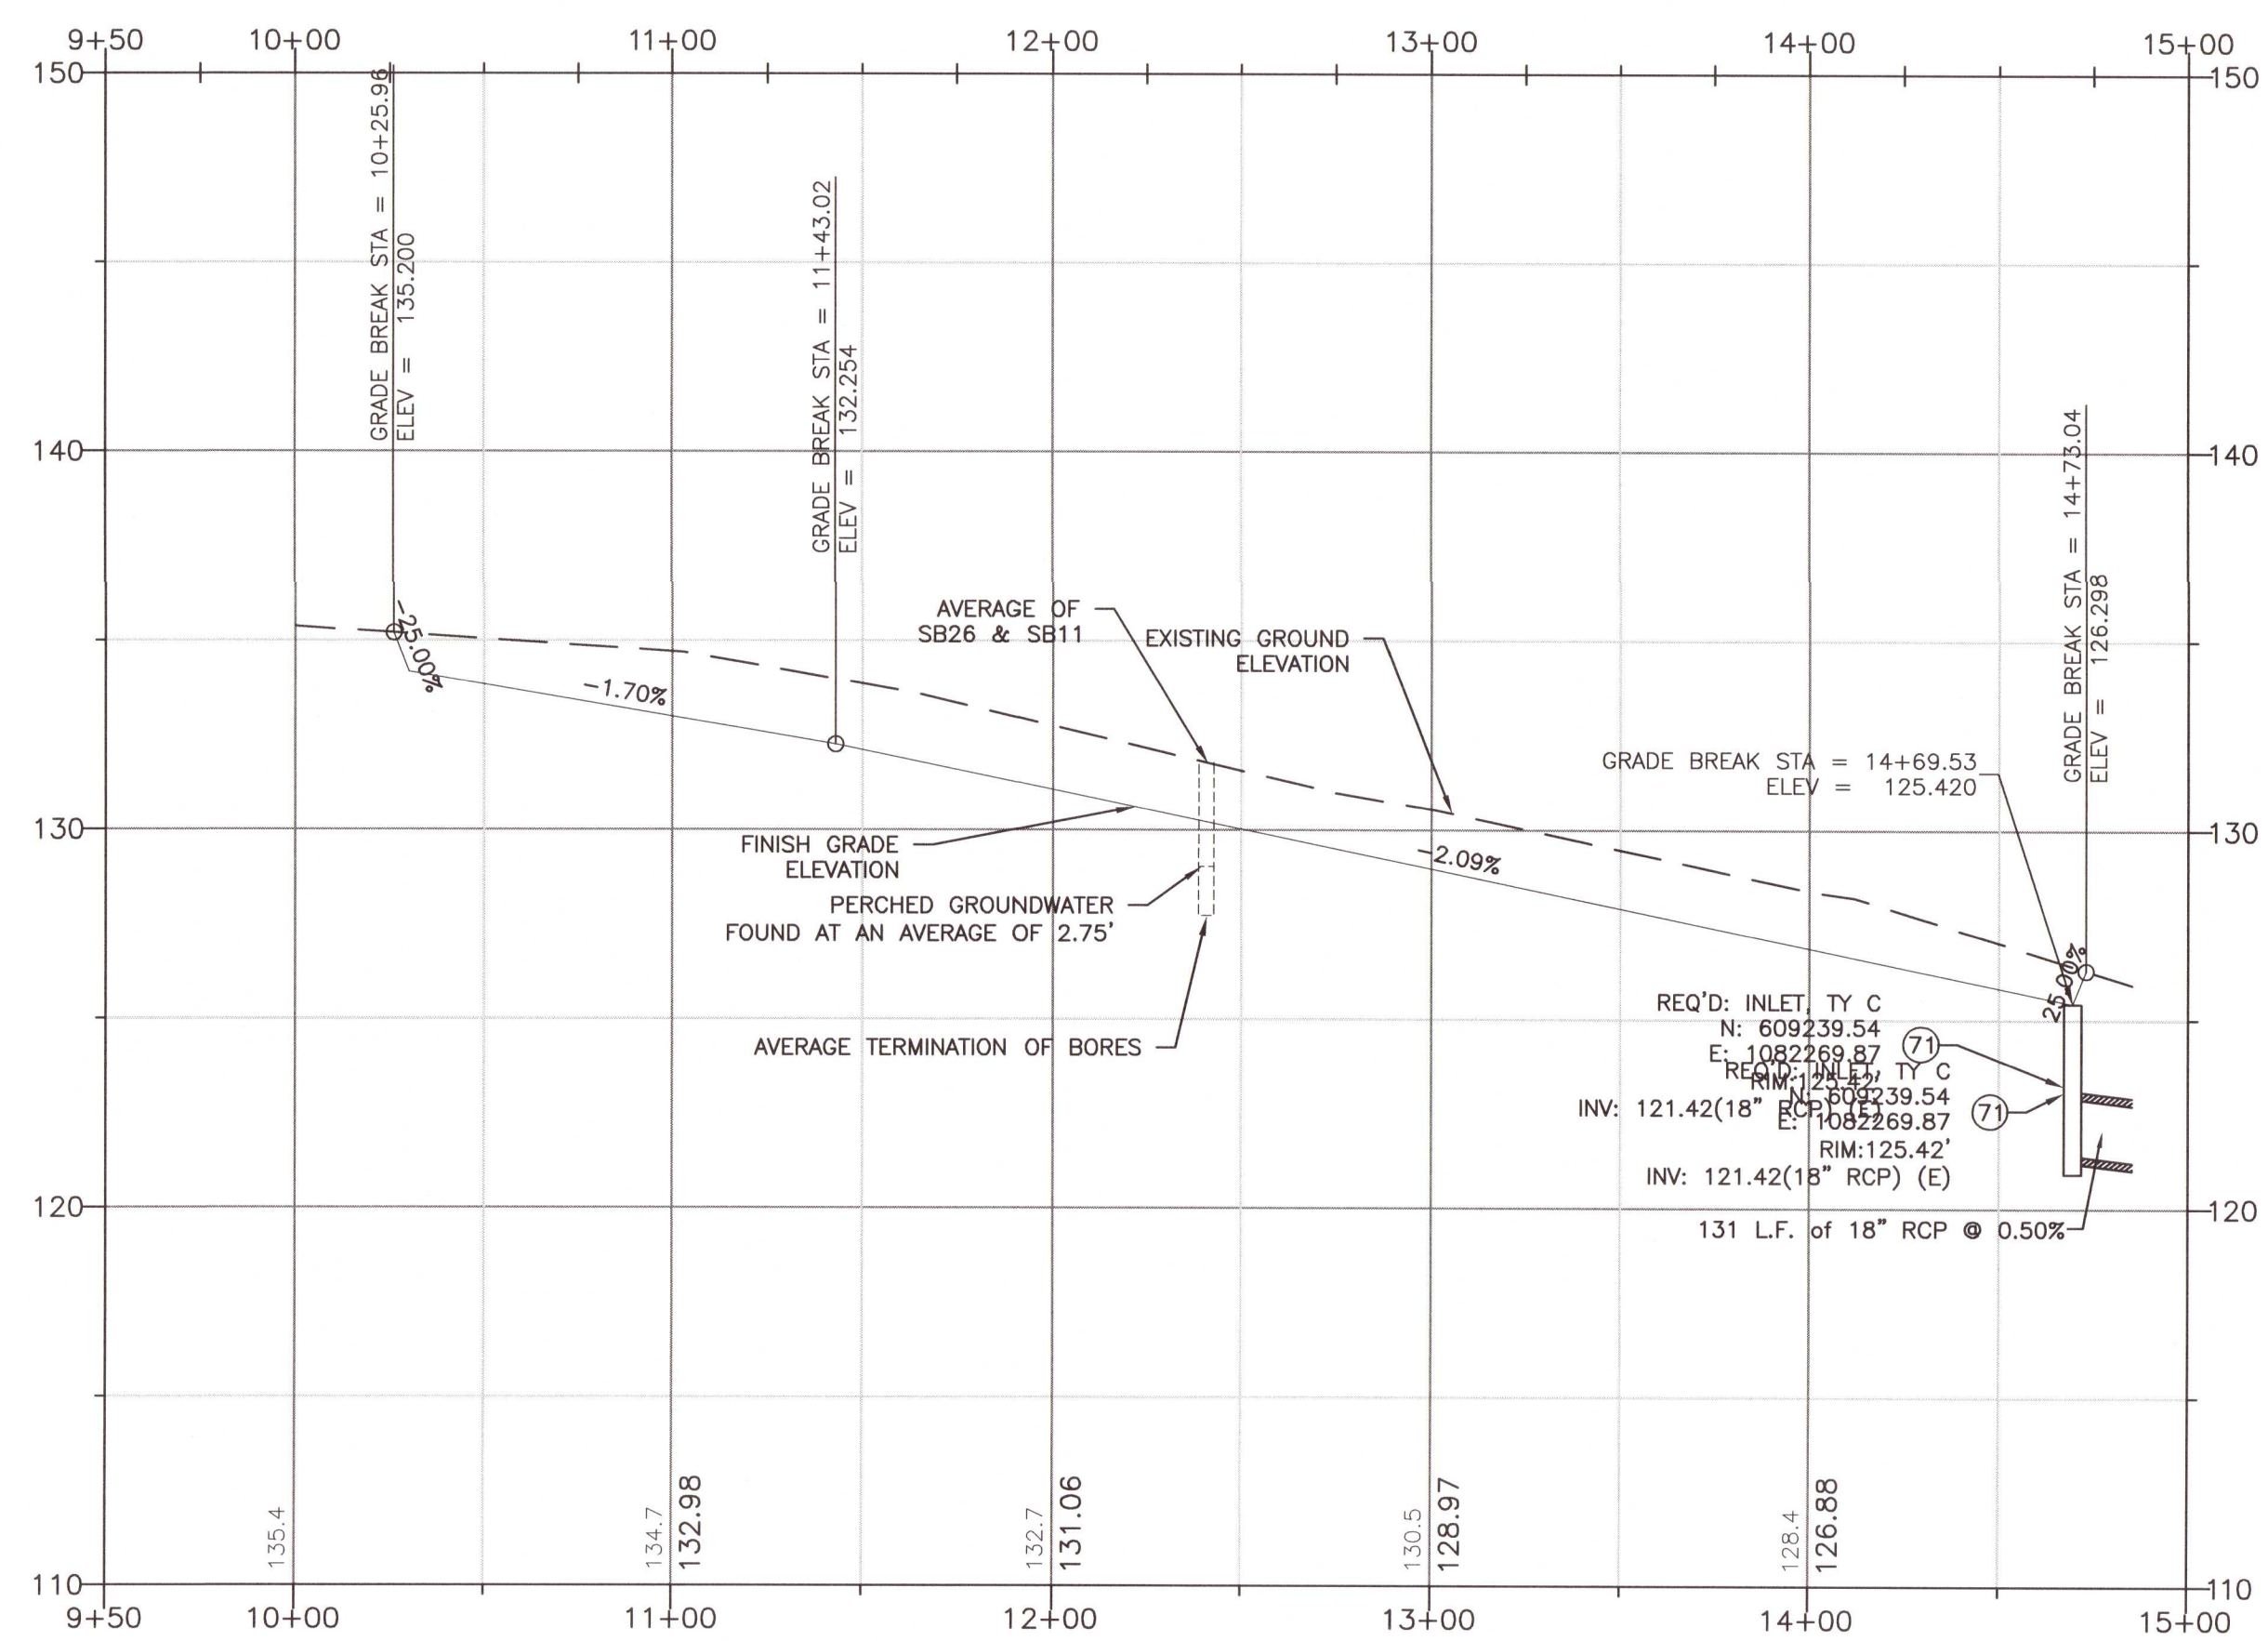 9+50 10+00 11+00 12+00 13+00 14+00 15+00
150 150
GRADE BREAK STA = 10+25.96
ELEV = 135.200
GRADE BREAK STA = 11+43.02
ELEV = 132.254
140 140
GRADE BREAK STA = 14+73.04
ELEV = 126.298
AVERAGE OF
SB26 & SB11
EXISTING GROUND
ELEVATION
-25.00%
-1.70%
GRADE BREAK STA = 14+69.53
ELEV = 125.420
130 130
FINISH GRADE
ELEVATION
-2.09%
PERCHED GROUNDWATER
FOUND AT AN AVERAGE OF 2.75'
25.00%
AVERAGE TERMINATION OF BORES
REQ'D: INLET, TY C
N: 609239.54
E: 1082269.87
RIM:125.42'
INV: 121.42(18" RCP) (E)
71
REQ'D: INLET, TY C
N: 609239.54
E: 1082269.87
RIM:125.42'
INV: 121.42(18" RCP) (E)
71
120 120
131 L.F. of 18" RCP @ 0.50%
135.4
134.7
132.98
132.7
131.06
130.5
128.97
128.4
126.88
110 110
9+50 10+00 11+00 12+00 13+00 14+00 15+00